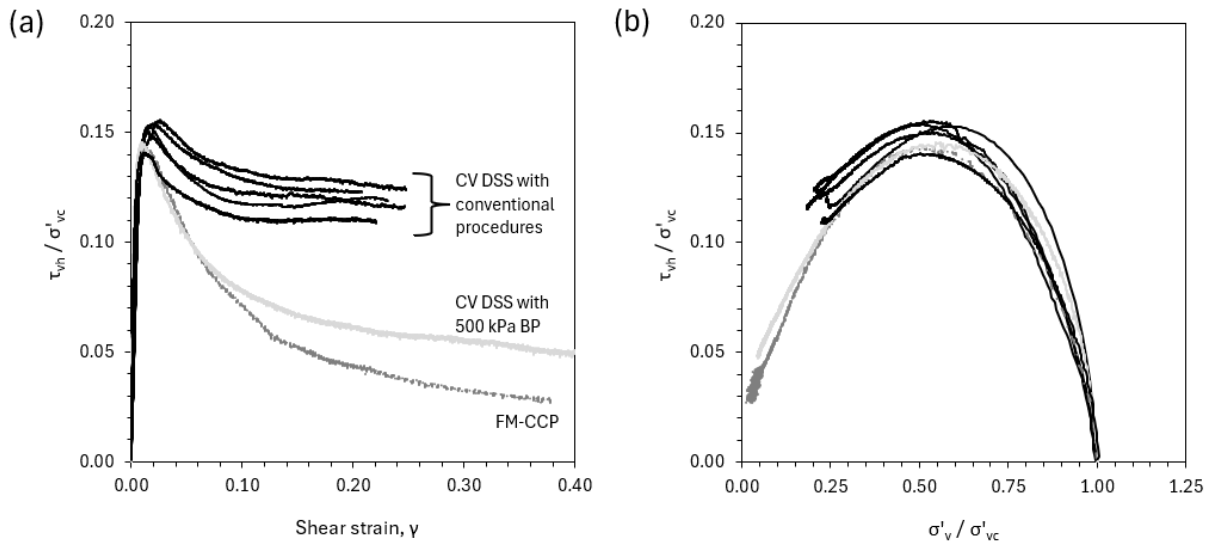 (a)
0.20
0.15
0.10
0.05
0.00
τvh / σ'vc
CV DSS with
conventional
procedures
CV DSS with
500 kPa BP
FM-CCP
0.00 0.10 0.20 0.30 0.40
Shear strain, γ
(b)
0.20
0.15
0.10
0.05
0.00
τvh / σ'vc
0.00 0.25 0.50 0.75 1.00 1.25
σ'v / σ'vc